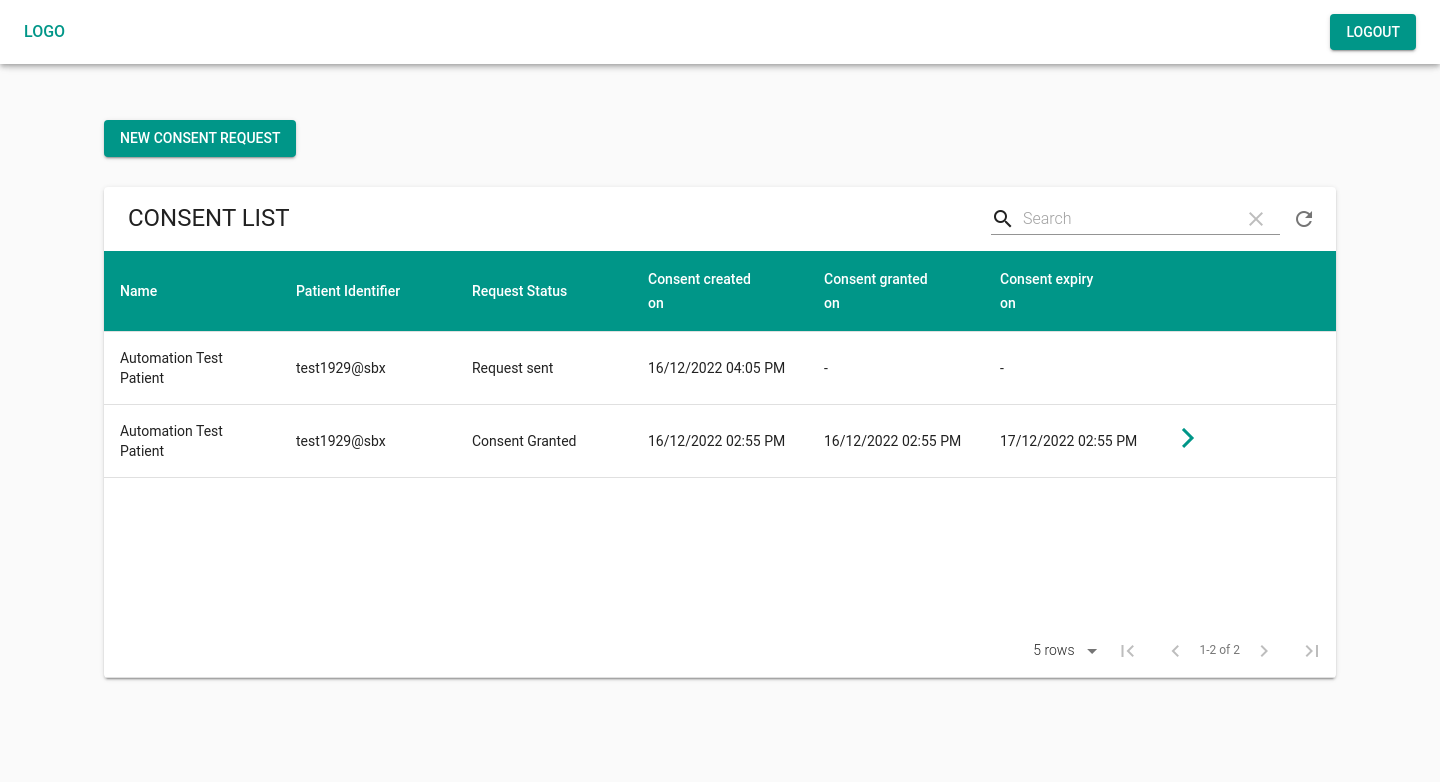 LOGO
LOGOUT
NEW CONSENT REQUEST
CONSENT LIST
Search
Name
Patient Identifier
Request Status
Consent created
on
Consent granted
on
Consent expiry
on
Automation Test
Patient
test1929@sbx
Request sent
16/12/2022 04:05 PM
-
-
Automation Test
Patient
test1929@sbx
Consent Granted
16/12/2022 02:55 PM
16/12/2022 02:55 PM
17/12/2022 02:55 PM
5 rows
1-2 of 2